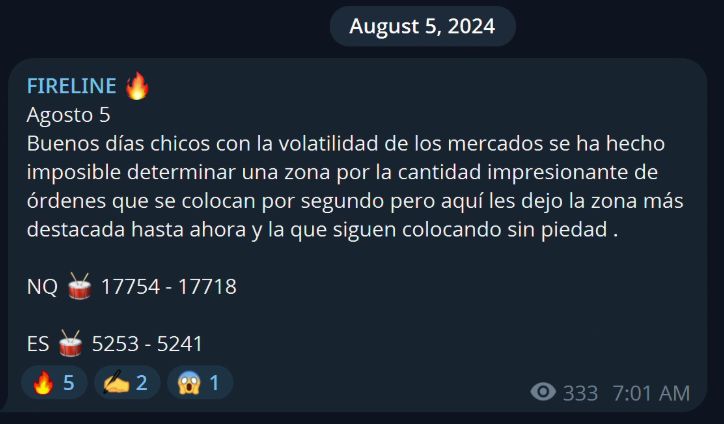 August 5, 2024
FIRELINE 🔥
Agosto 5
Buenos días chicos con la volatilidad de los mercados se ha hecho
imposible determinar una zona por la cantidad impresionante de
órdenes que se colocan por segundo pero aquí les dejo la zona más
destacada hasta ahora y la que siguen colocando sin piedad .
NQ 🥁 17754 - 17718
ES 🥁 5253 - 5241
🔥 5 ✍️ 2 😱 1 333 7:01 AM